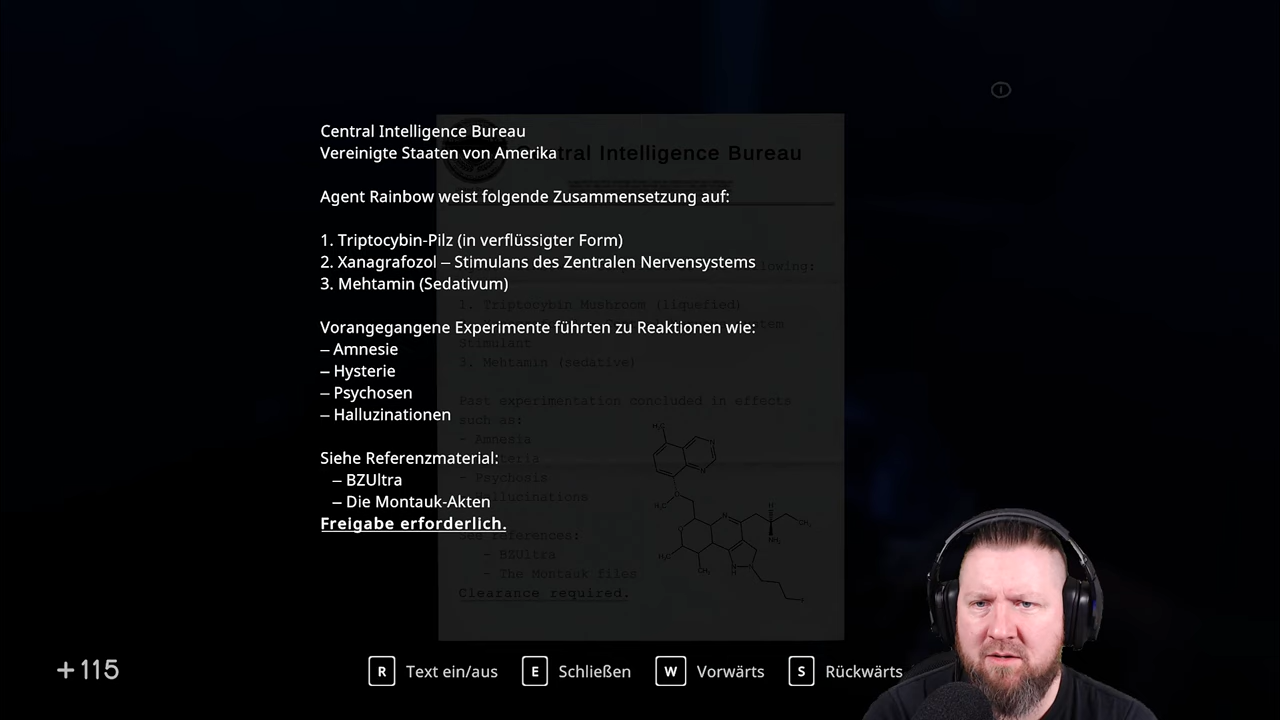 Central Intelligence Bureau
Vereinigte Staaten von Amerika
Central Intelligence Bureau
Agent Rainbow weist folgende Zusammensetzung auf:
1. Triptocybin-Pilz (in verflüssigter Form)
2. Xanagrafozol – Stimulans des Zentralen Nervensystems
3. Mehtamin (Sedativum)
Vorangegangene Experimente führten zu Reaktionen wie:
– Amnesie
– Hysterie
– Psychosen
– Halluzinationen
Siehe Referenzmaterial:
– BZUltra
– Die Montauk-Akten
Freigabe erforderlich.
1. Triptocybin Mushroom (liquefied)
Stimulant
3. Mehtamin (sedative)
Past experimentation concluded in effects
such as:
- Amnesia
- Psychosis
See references:
- BZUltra
- The Montauk files
Clearance required.
+115
R Text ein/aus E Schließen W Vorwärts S Rückwärts